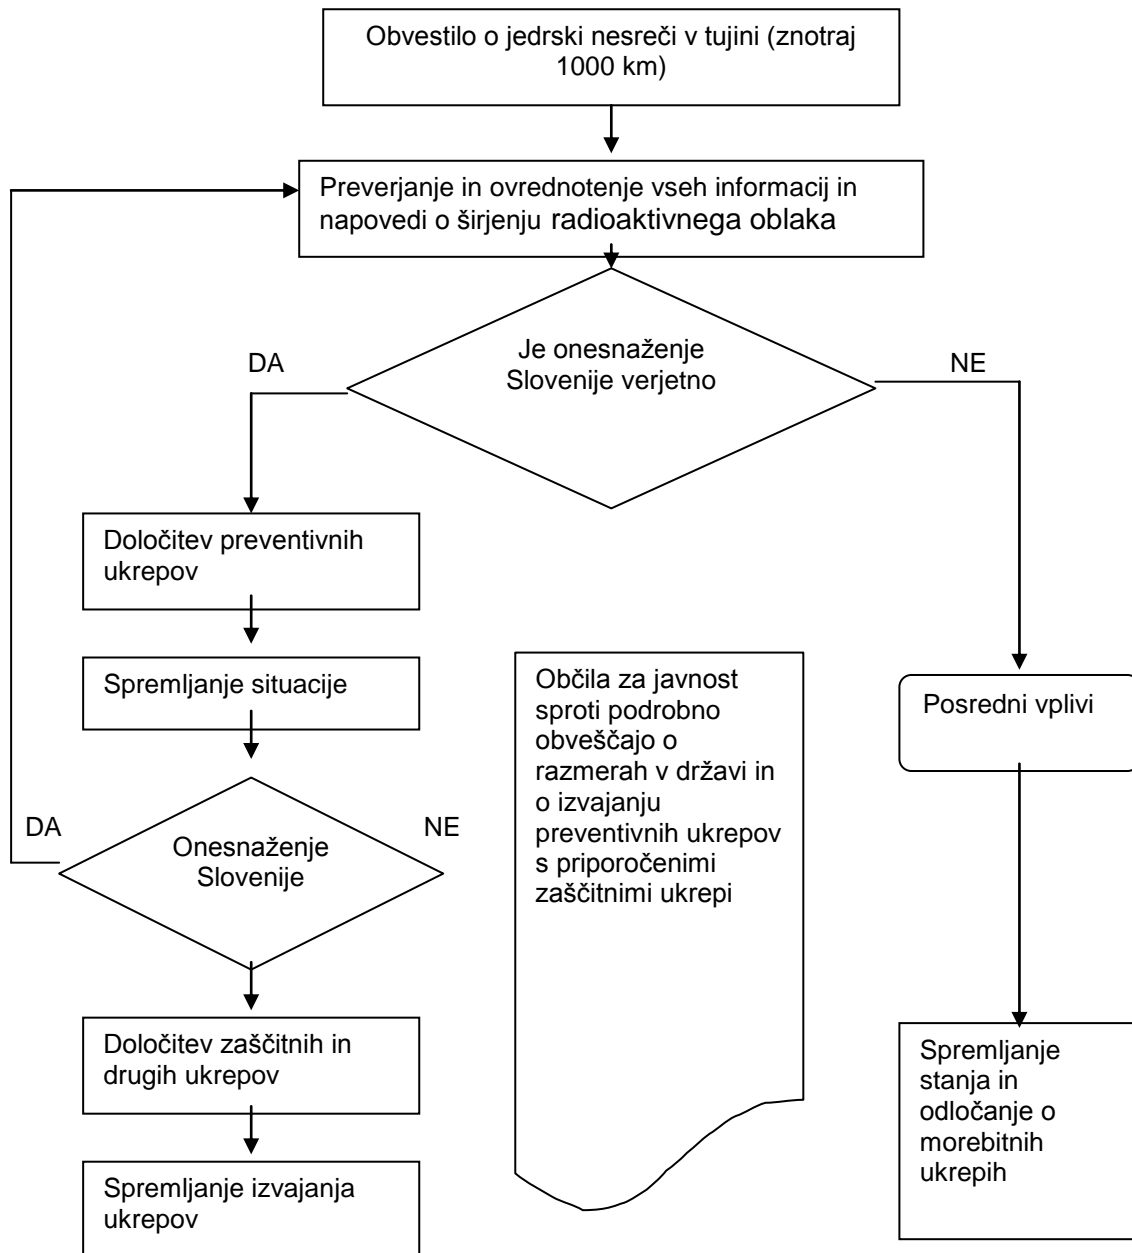 Obvestilo o jedrski nesreči v tujini (znotraj
1000 km)
Preverjanje in ovrednotenje vseh informacij in
napovedi o širjenju radioaktivnega oblaka
Je onesnaženje
Slovenije verjetno
DA
NE
Določitev preventivnih
ukrepov
Spremljanje situacije
Občila za javnost
sproti podrobno
obveščajo o
razmerah v državi in
o izvajanju
preventivnih ukrepov
s priporočenimi
zaščitnimi ukrepi
Posredni vplivi
DA
NE
Onesnaženje
Slovenije
Določitev zaščitnih in
drugih ukrepov
Spremljanje
stanja in
odločanje o
morebitnih
ukrepih
Spremljanje izvajanja
ukrepov